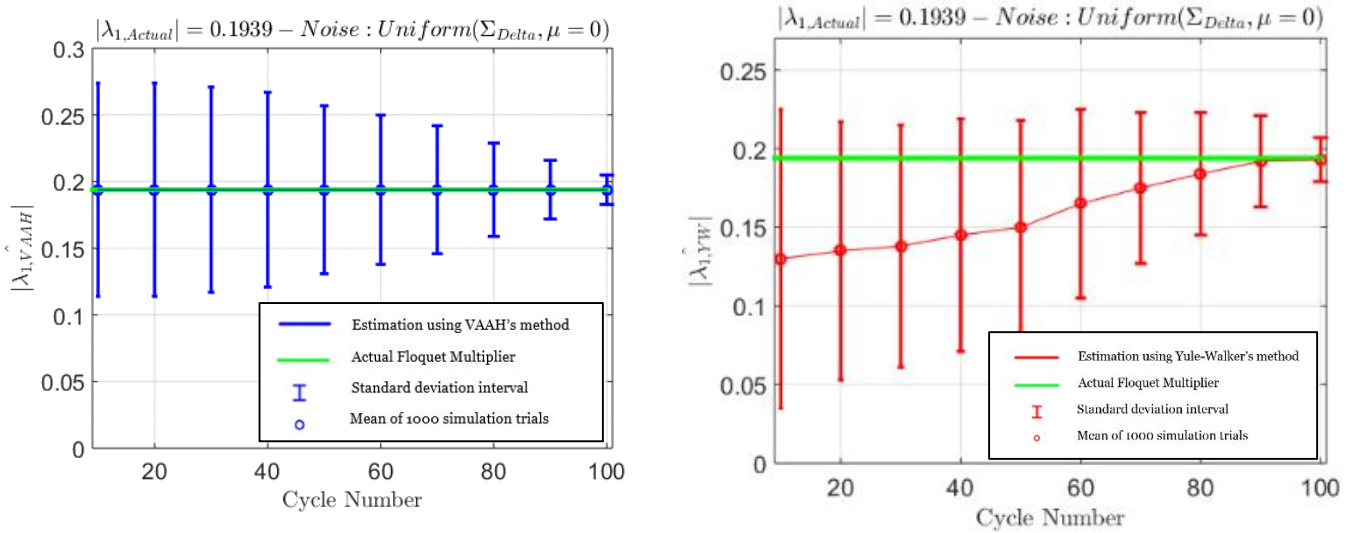 |λ1,Actual| = 0.1939 − Noise : Uniform(ΣDelta, μ = 0)
0.3
0.25
0.2
0.15
0.1
0.05
0
|λ̂1,VAAH|
Estimation using VAAH's method
Actual Floquet Multiplier
Standard deviation interval
Mean of 1000 simulation trials
20
40
60
80
100
Cycle Number
|λ1,Actual| = 0.1939 − Noise : Uniform(ΣDelta, μ = 0)
0.25
0.2
0.15
0.1
0.05
0
|λ̂1,YW|
Estimation using Yule-Walker's method
Actual Floquet Multiplier
Standard deviation interval
Mean of 1000 simulation trials
20
40
60
80
100
Cycle Number